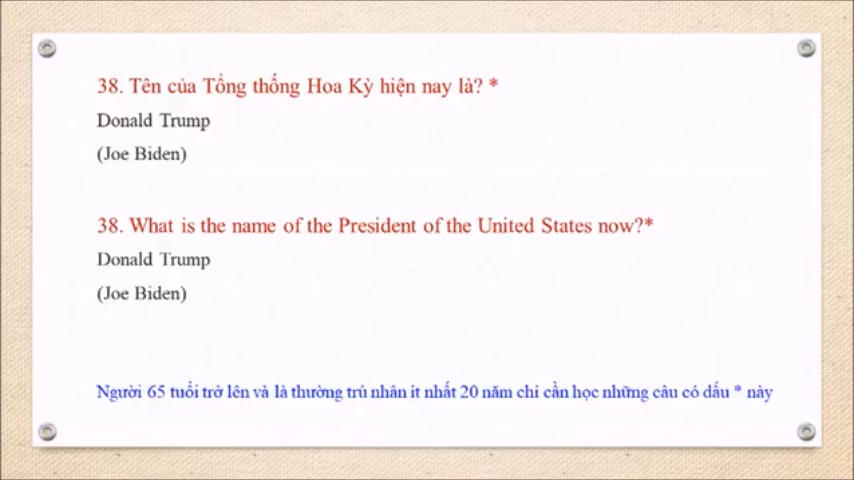 38. Tên của Tổng thống Hoa Kỳ hiện nay là? *
Donald Trump
(Joe Biden)
38. What is the name of the President of the United States now?*
Donald Trump
(Joe Biden)
Người 65 tuổi trở lên và là thường trú nhân ít nhất 20 năm chỉ cần học những câu có dấu * này